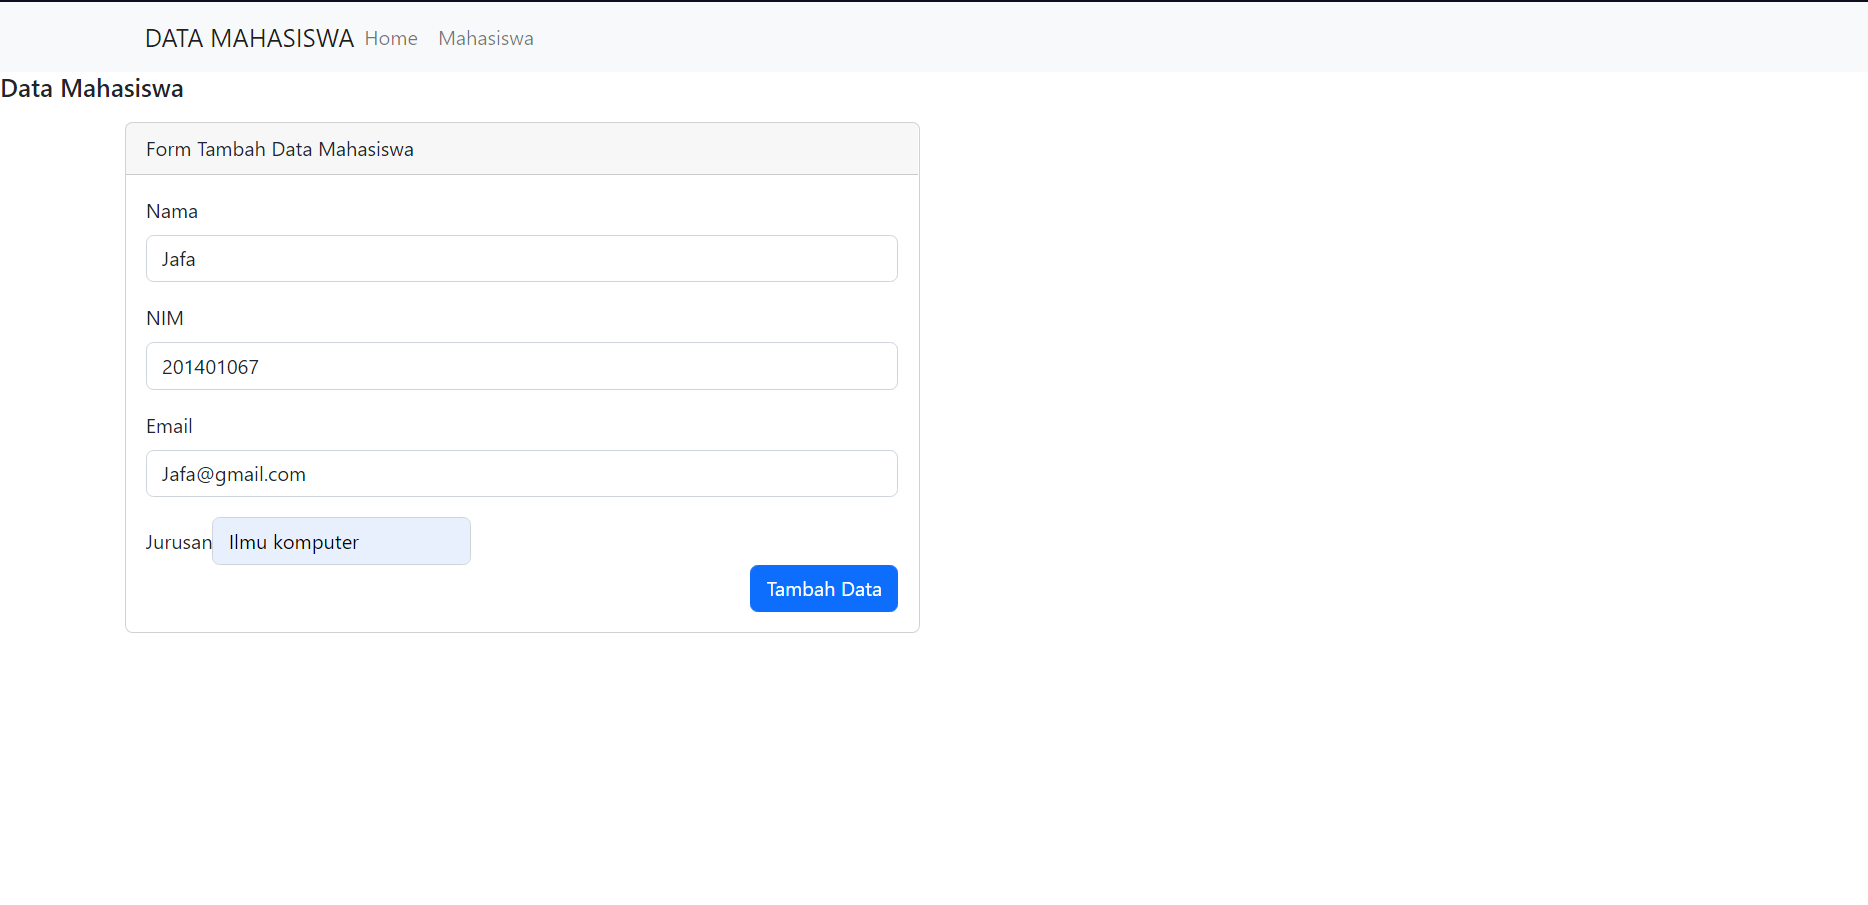 DATA MAHASISWA Home Mahasiswa
Data Mahasiswa
Form Tambah Data Mahasiswa
Nama
Jafa
NIM
201401067
Email
Jafa@gmail.com
Jurusan Ilmu komputer
Tambah Data